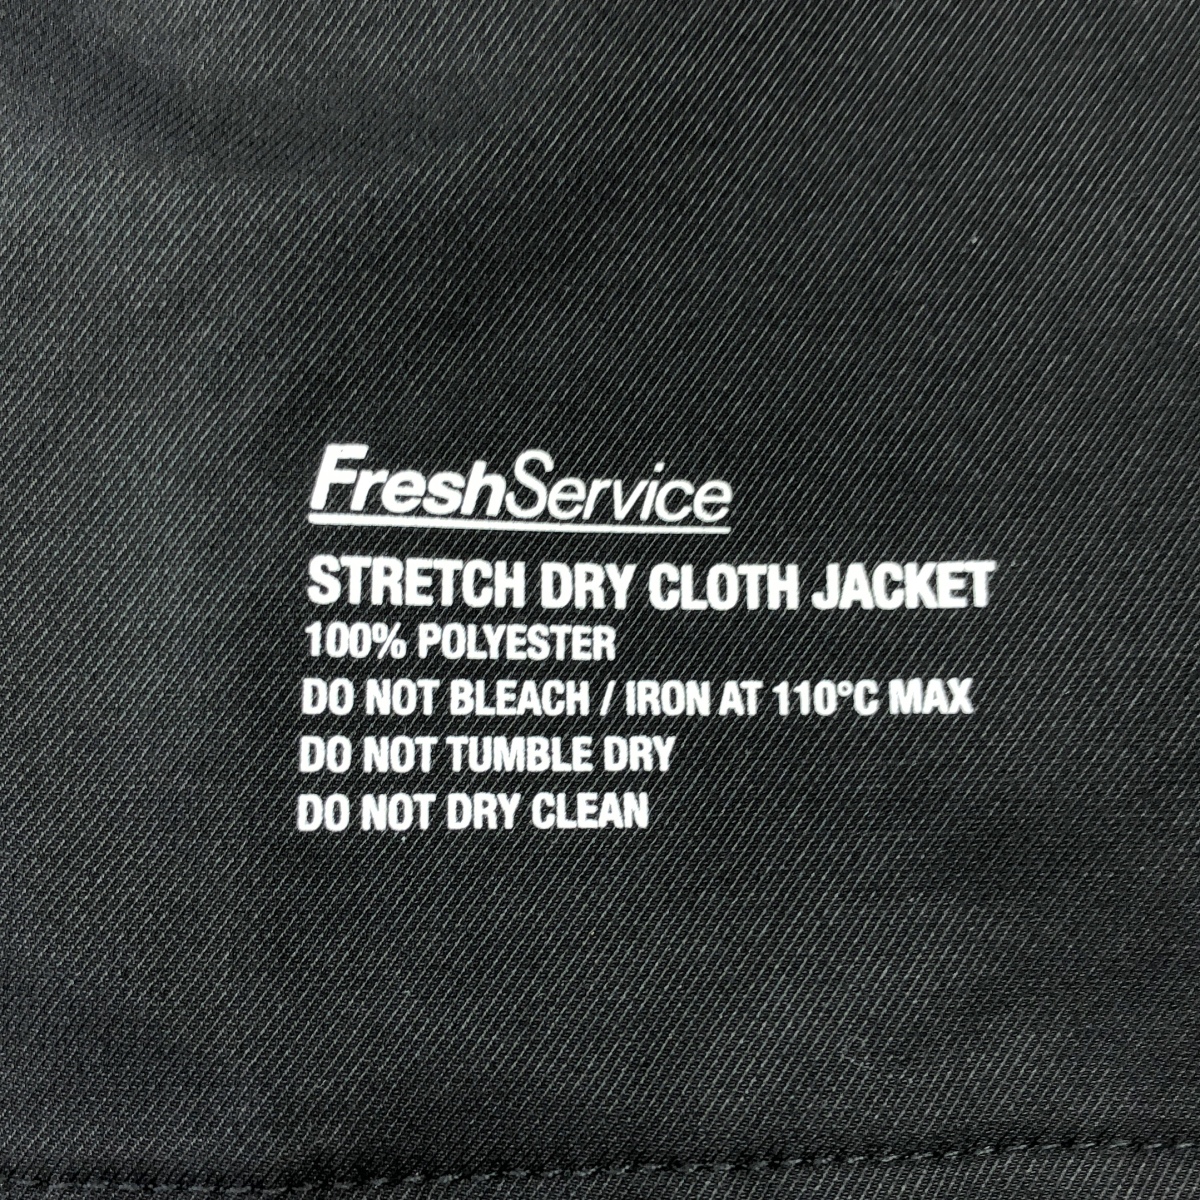 FreshService
STRETCH DRY CLOTH JACKET
100% POLYESTER
DO NOT BLEACH / IRON AT 110°C MAX
DO NOT TUMBLE DRY
DO NOT DRY CLEAN